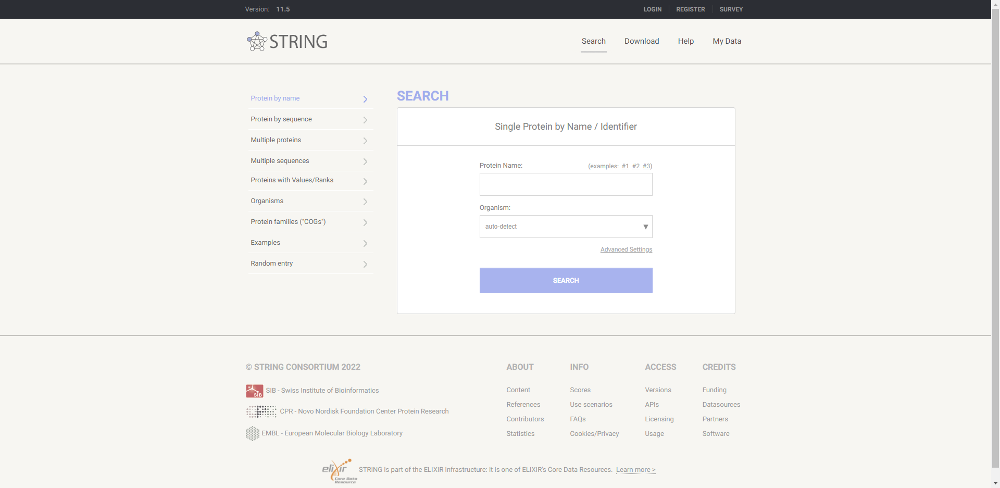 Version: 11.5
LOGIN
REGISTER
SURVEY
STRING
Search
Download
Help
My Data
Protein by name
Protein by sequence
Multiple proteins
Multiple sequences
Proteins with Values/Ranks
Organisms
Protein families ("COGs")
Examples
Random entry
SEARCH
Single Protein by Name / Identifier
Protein Name:
(examples: #1 #2 #3)
Organism:
auto-detect
Advanced Settings
SEARCH
© STRING CONSORTIUM 2022
SIB
SIB - Swiss Institute of Bioinformatics
CPR - Novo Nordisk Foundation Center Protein Research
EMBL - European Molecular Biology Laboratory
ABOUT
Content
References
Contributors
Statistics
INFO
Scores
Use scenarios
FAQs
Cookies/Privacy
ACCESS
Versions
APIs
Licensing
Usage
CREDITS
Funding
Datasources
Partners
Software
elixir
Core Data
Resource
STRING is part of the ELIXIR infrastructure: it is one of ELIXIR's Core Data Resources. Learn more >